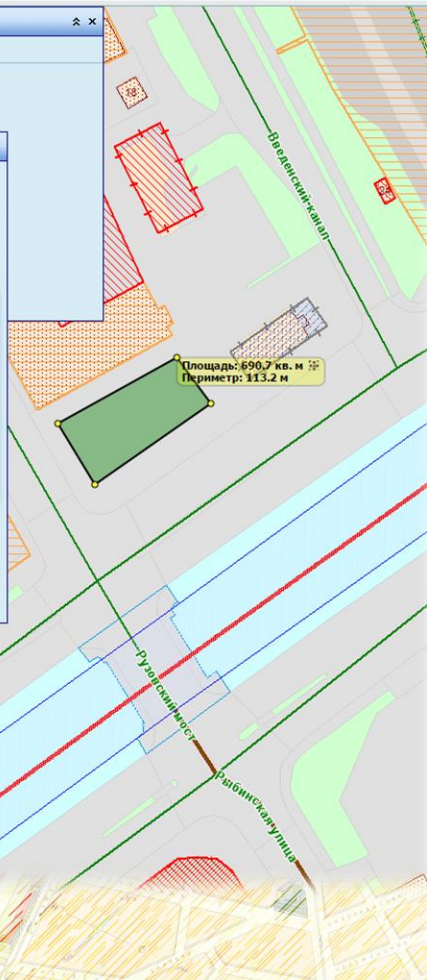 Введенский канал
Площадь: 690.7 кв. м
Периметр: 113.2 м
Рузовский мост
Рыбинская улица